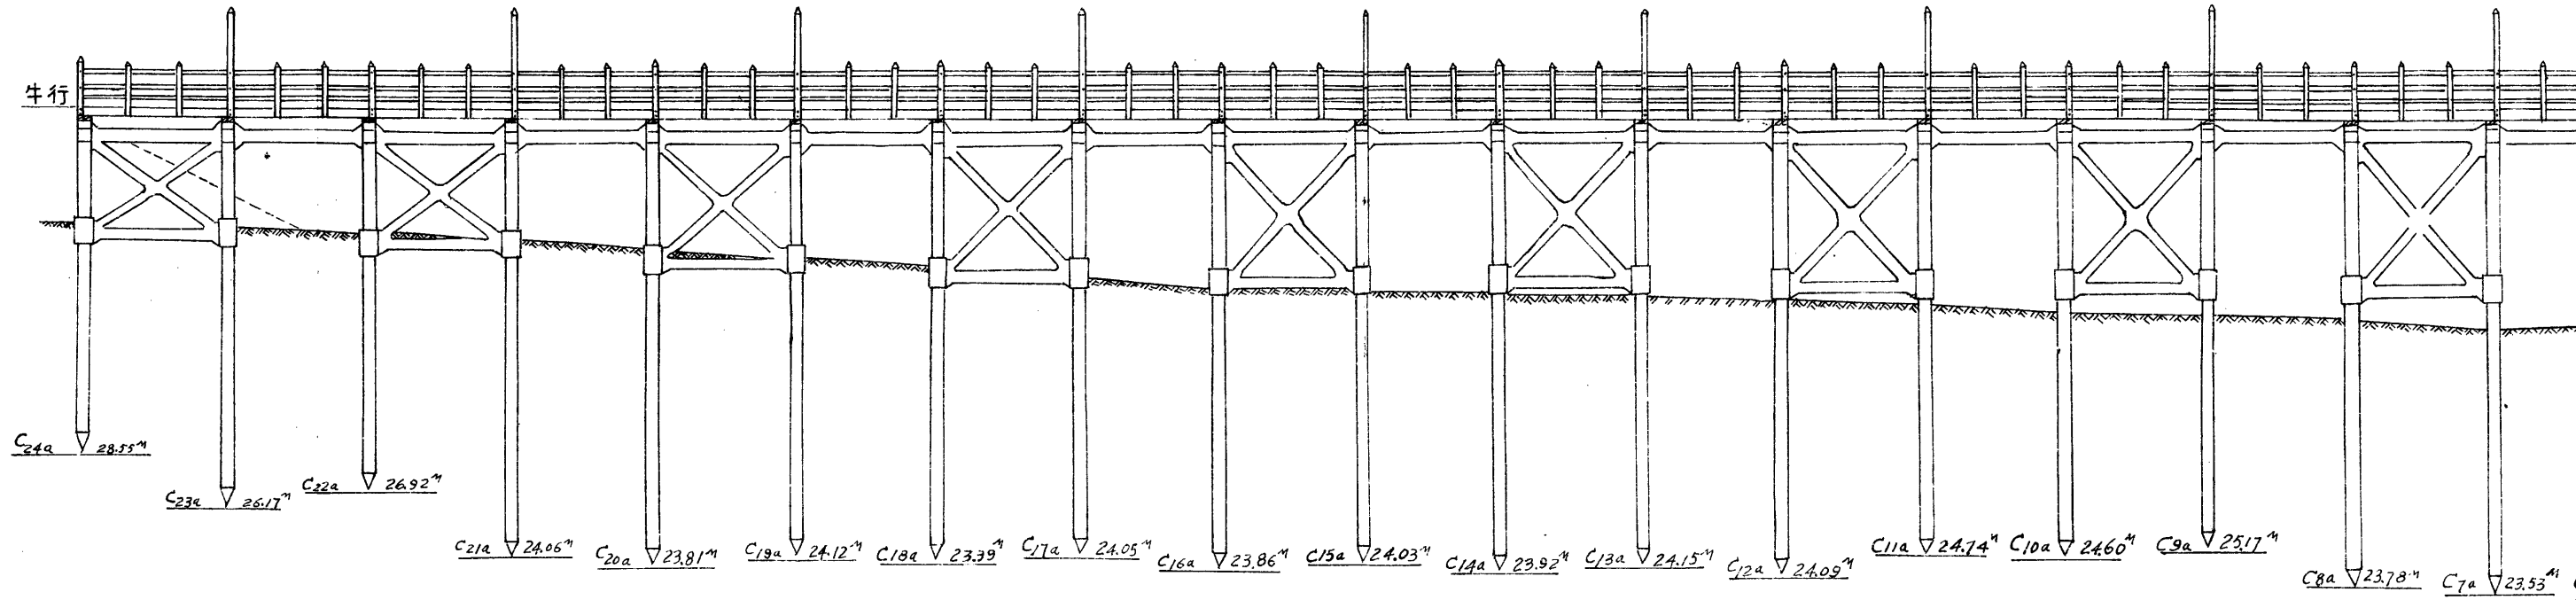 牛行
C24a 28.55M
C23a 26.17M
C22a 26.92M
C21a 24.06M
C20a 23.81M
C19a 24.12M
C18a 23.99M
C17a 24.05M
C16a 23.86M
C15a 24.03M
C14a 23.92M
C13a 24.15M
C12a 24.09M
C11a 24.74M
C10a 24.60M
C9a 25.17M
C8a 23.78M
C7a 23.53M